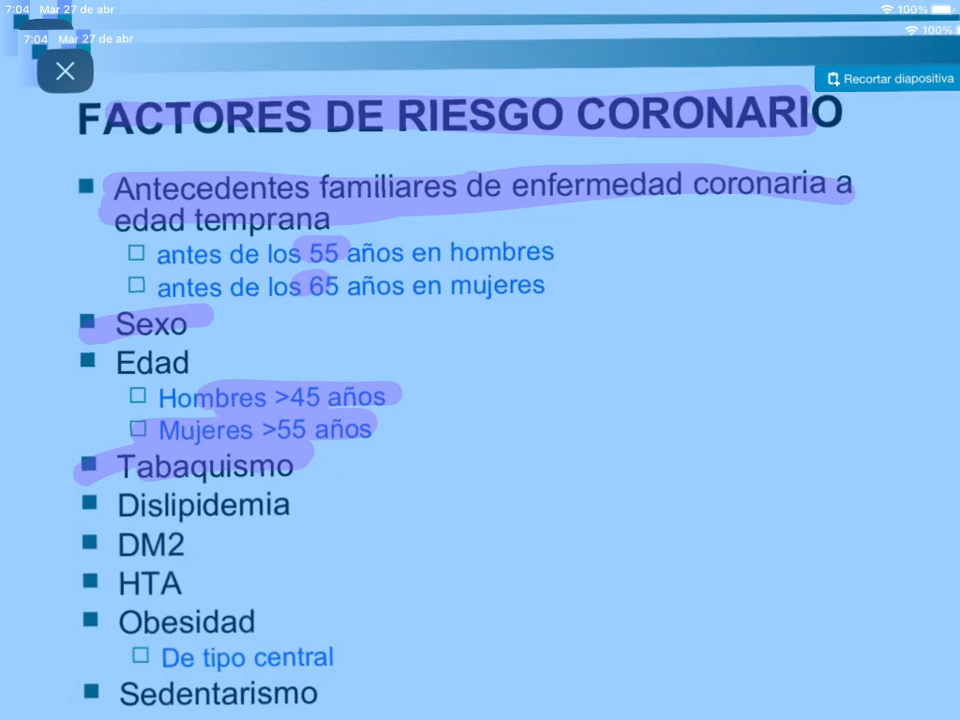 7:04 Mar 27 de abr 100%
7:04 Mar 27 de abr 100%
Recortar diapositiva
FACTORES DE RIESGO CORONARIO
Antecedentes familiares de enfermedad coronaria a
edad temprana
antes de los 55 años en hombres
antes de los 65 años en mujeres
Sexo
Edad
Hombres >45 años
Mujeres >55 años
Tabaquismo
Dislipidemia
DM2
HTA
Obesidad
De tipo central
Sedentarismo